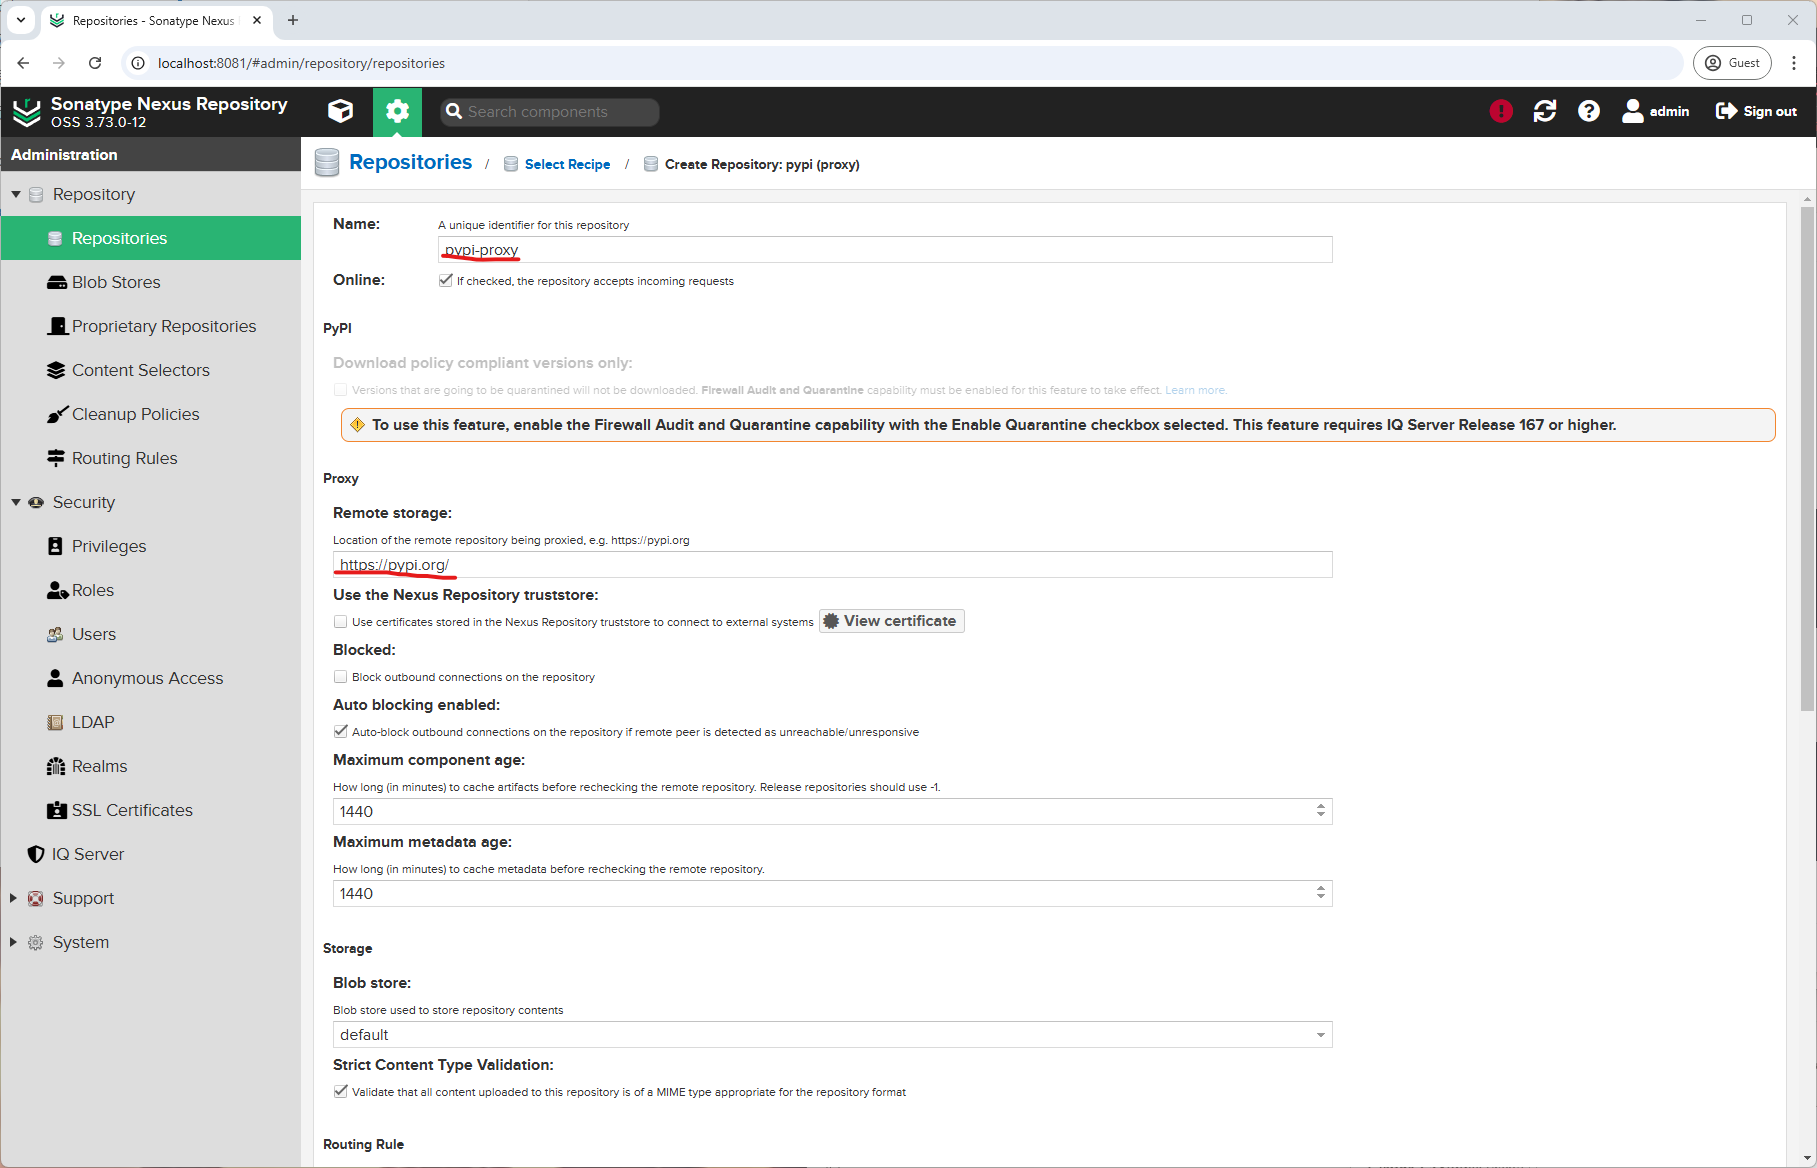 Repositories - Sonatype Nexus
localhost:8081/#admin/repository/repositories
Guest
Sonatype Nexus Repository
OSS 3.73.0-12
Search components
admin
Sign out
Administration
Repositories / Select Recipe / Create Repository: pypi (proxy)
Repository
Repositories
Blob Stores
Proprietary Repositories
Content Selectors
Cleanup Policies
Routing Rules
Security
Privileges
Roles
Users
Anonymous Access
LDAP
Realms
SSL Certificates
IQ Server
Support
System
Name:
A unique identifier for this repository
pypi-proxy
Online:
If checked, the repository accepts incoming requests
PyPI
Download policy compliant versions only:
Versions that are going to be quarantined will not be downloaded. Firewall Audit and Quarantine capability must be enabled for this feature to take effect. Learn more.
To use this feature, enable the Firewall Audit and Quarantine capability with the Enable Quarantine checkbox selected. This feature requires IQ Server Release 167 or higher.
Proxy
Remote storage:
Location of the remote repository being proxied, e.g. https://pypi.org
https://pypi.org/
Use the Nexus Repository truststore:
Use certificates stored in the Nexus Repository truststore to connect to external systems
View certificate
Blocked:
Block outbound connections on the repository
Auto blocking enabled:
Auto-block outbound connections on the repository if remote peer is detected as unreachable/unresponsive
Maximum component age:
How long (in minutes) to cache artifacts before rechecking the remote repository. Release repositories should use -1.
1440
Maximum metadata age:
How long (in minutes) to cache metadata before rechecking the remote repository.
1440
Storage
Blob store:
Blob store used to store repository contents
default
Strict Content Type Validation:
Validate that all content uploaded to this repository is of a MIME type appropriate for the repository format
Routing Rule